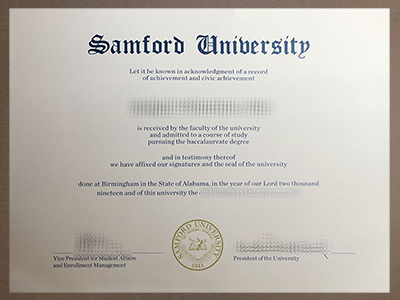 Samford University
Let it be known in acknowledgment of a record
of achievement and civic achievement
is received by the faculty of the university
and admitted to a course of study
pursuing the baccalaureate degree
and in testimony thereof
we have affixed our signatures and the seal of the university
done at Birmingham in the State of Alabama, in the year of our Lord two thousand
nineteen and of this university the
Vice President for Student Affairs
and Enrollment Management
SAMFORD UNIVERSITY
1841
President of the University